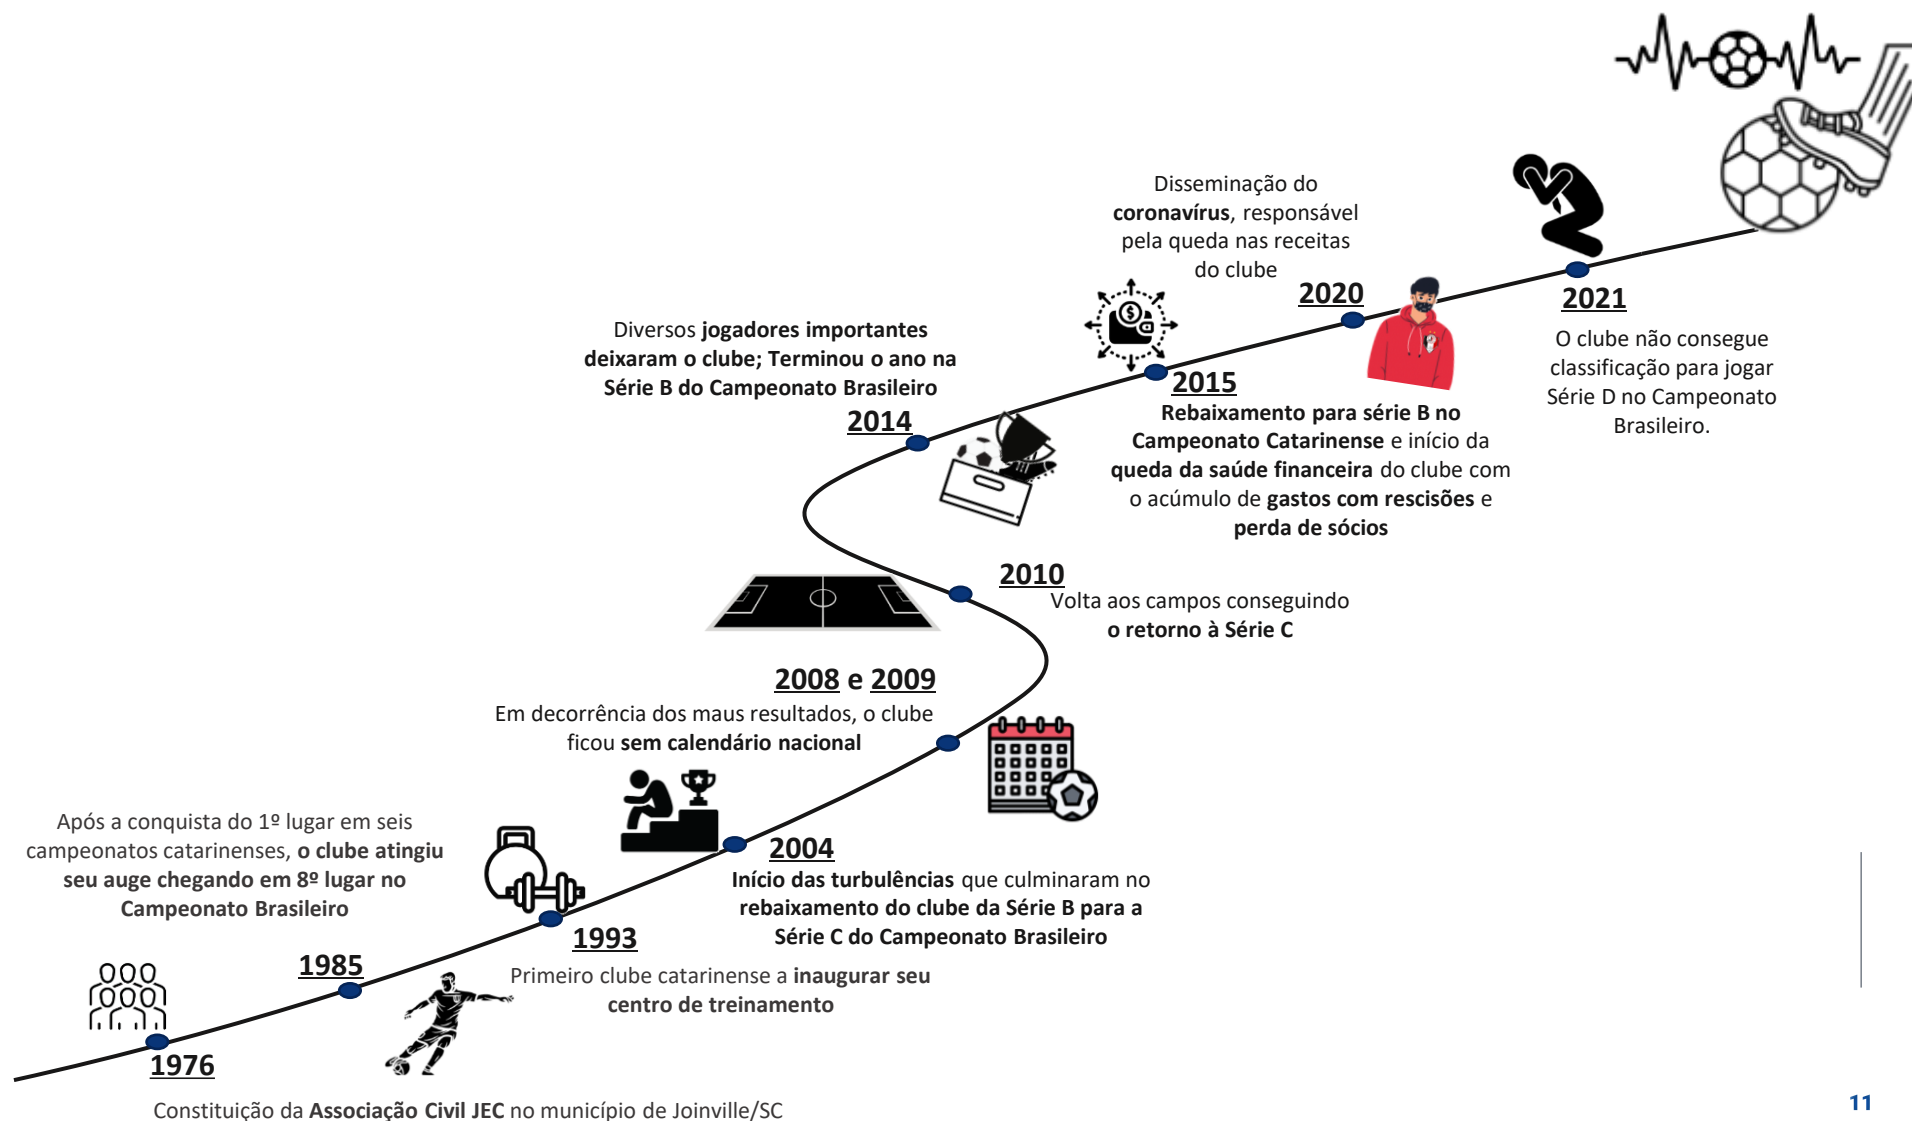 Disseminação do
coronavírus, responsável
pela queda nas receitas
do clube
2020
2021
O clube não consegue
classificação para jogar
Série D no Campeonato
Brasileiro.
Diversos jogadores importantes
deixaram o clube; Terminou o ano na
Série B do Campeonato Brasileiro
2014
2015
Rebaixamento para série B no
Campeonato Catarinense e início da
queda da saúde financeira do clube com
o acúmulo de gastos com rescisões e
perda de sócios
2010
Volta aos campos conseguindo
o retorno à Série C
2008 e 2009
Em decorrência dos maus resultados, o clube
ficou sem calendário nacional
Após a conquista do 1º lugar em seis
campeonatos catarinenses, o clube atingiu
seu auge chegando em 8º lugar no
Campeonato Brasileiro
1985
2004
Início das turbulências que culminaram no
rebaixamento do clube da Série B para a
Série C do Campeonato Brasileiro
1993
Primeiro clube catarinense a inaugurar seu
centro de treinamento
1976
Constituição da Associação Civil JEC no município de Joinville/SC
11